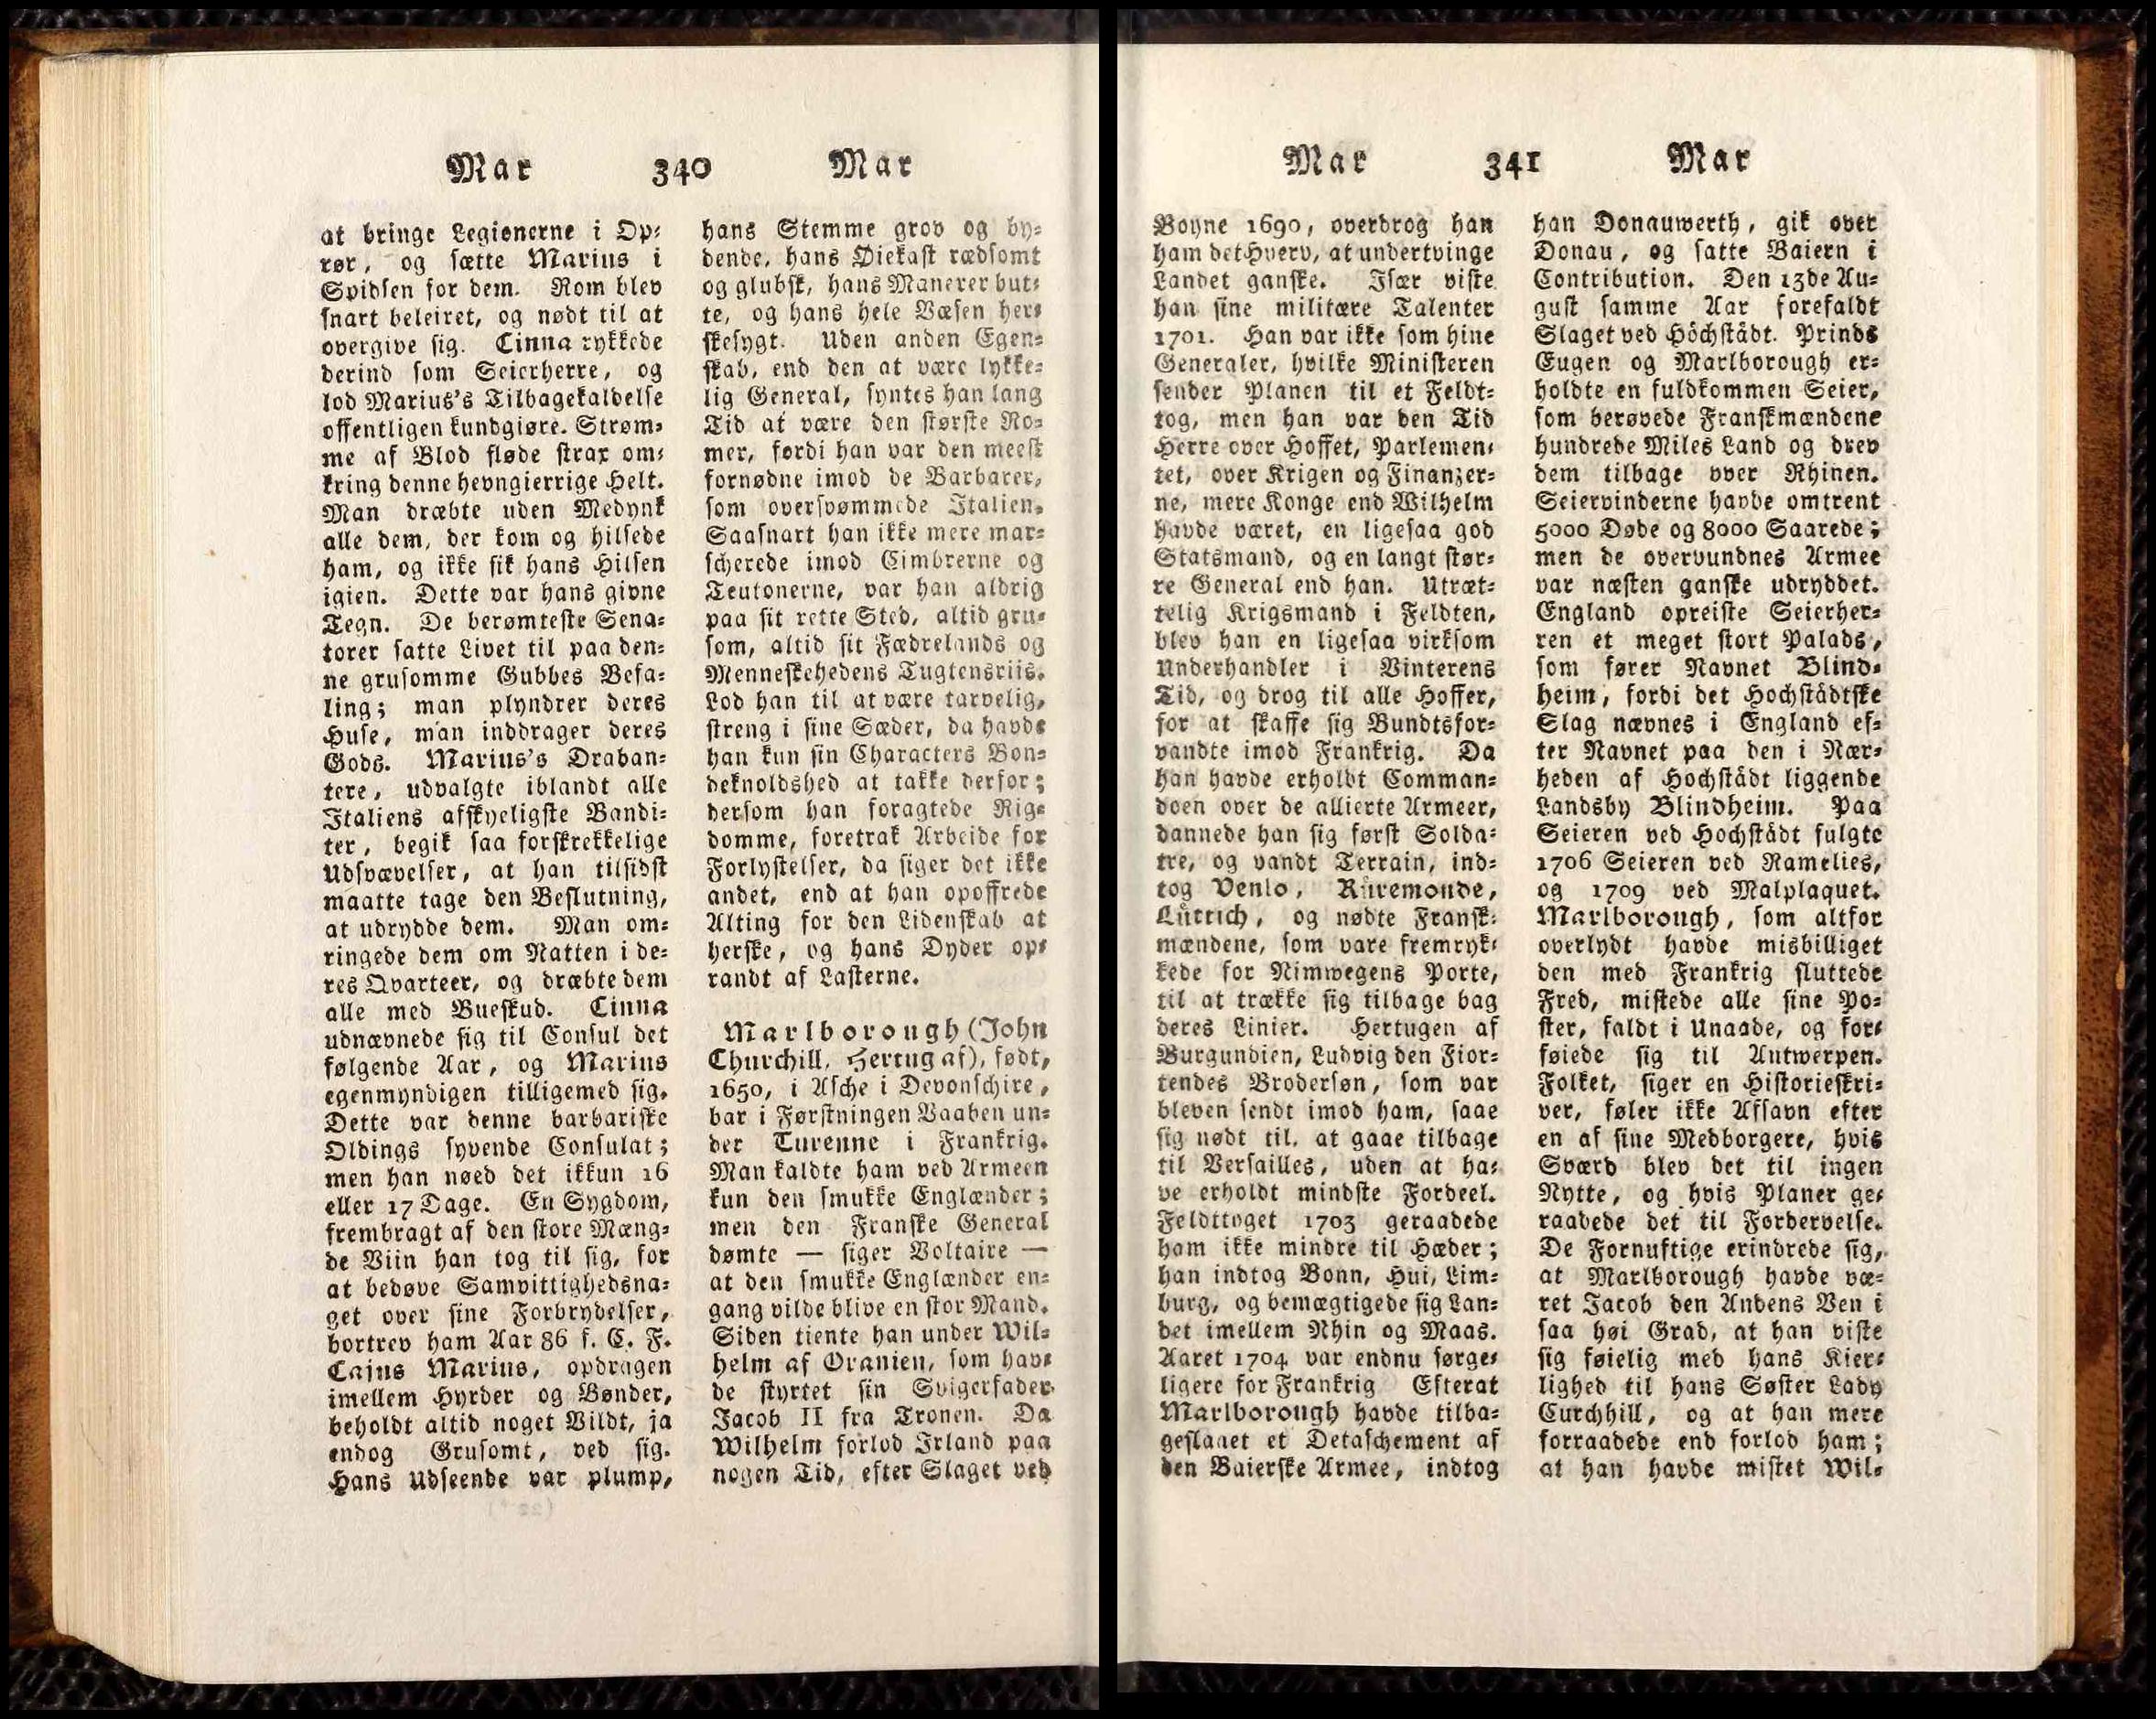 Mar 340 Mar
at bringe Legionerne i Op⸗
rør, og sætte Marius i
Spidsen for dem. Rom blev
snart beleiret, og nødt til at
overgive sig. Cinna rykkede
derind som Seierherre, og
lod Marius's Tilbagekaldelse
offentligen kundgiøre. Strøm⸗
me af Blod fløde strax om⸗
kring denne hevngierrige Helt.
Man dræbte uden Medynk
alle dem, der kom og hilsede
ham, og ikke fik hans Hilsen
igien. Dette var hans givne
Tegn. De berømteste Sena⸗
torer satte Livet til paa den⸗
ne grusomme Gubbes Befa⸗
ling; man plyndrer deres
Huse, man inddrager deres
Gods. Marius's Draban⸗
tere, udvalgte iblandt alle
Italiens afskyeligste Bandi⸗
ter, begik saa forskrekkelige
Udsvævelser, at han tilsidst
maatte tage den Beslutning,
at udrydde dem. Man om⸗
ringede dem om Natten i de⸗
res Qvarteer, og dræbte dem
alle med Bueskud. Cinna
udnævnede sig til Consul det
følgende Aar, og Marius
egenmyndigen tilligemed sig.
Dette var denne barbariske
Oldings syvende Consulat;
men han nøed det ikkun 16
eller 17 Dage. En Sygdom,
frembragt af den store Mæng⸗
de Viin han tog til sig, for
at bedøve Samvittighedsna⸗
get over sine Forbrydelser,
bortrev ham Aar 86 f. C. F.
Cajus Marius, opdragen
imellem Hyrder og Bønder,
beholdt altid noget Vildt, ja
endog Grusomt, ved sig.
Hans Udseende var plump,
hans Stemme grov og by⸗
dende, hans Øiekast rædsomt
og glubsk, hans Manerer but⸗
te, og hans hele Væsen her⸗
skesygt. Uden anden Egen⸗
skab, end den at være lykke⸗
lig General, syntes han lang
Tid at være den største Ro⸗
mer, fordi han var den meest
fornødne imod de Barbarer,
som oversvømmede Italien.
Saasnart han ikke mere mar⸗
scherede imod Cimbrerne og
Teutonerne, var han aldrig
paa sit rette Sted, altid gru⸗
som, altid sit Fædrelands og
Menneskehedens Tugtensriis.
Lod han til at være tarvelig,
streng i sine Sæder, da havde
han kun sin Characters Bon⸗
deknoldshed at takke derfor;
dersom han foragtede Rig⸗
domme, foretrak Arbeide for
Forlystelser, da siger det ikke
andet, end at han opoffrede
Alting for den Lidenskab at
herske, og hans Dyder op⸗
randt af Lasterne.
Marlborough (John
Churchill, Hertug af), født,
1650, i Asche i Devonschire,
bar i Førstningen Vaaben un⸗
der Turenne i Frankrig.
Man kaldte ham ved Armeen
kun den smukke Englænder;
men den Franske General
dømte — siger Voltaire —
at den smukke Englænder en⸗
gang vilde blive en stor Mand.
Siden tiente han under Wil⸗
helm af Oranien, som hav⸗
de styrtet sin Svigerfader
Jacob II fra Tronen. Da
Wilhelm forlod Irland paa
nogen Tid, efter Slaget ved
Mar 341 Mar
Boyne 1690, overdrog han
ham det Hverv, at undertvinge
Landet ganske. Især viste
han sine militære Talenter
1701. Han var ikke som hine
Generaler, hvilke Ministeren
sender Planen til et Feldt⸗
tog, men han var den Tid
Herre over Hoffet, Parlemen⸗
tet, over Krigen og Finanzer⸗
ne, mere Konge end Wilhelm
havde været, en ligesaa god
Statsmand, og en langt stør⸗
re General end han. Utræt⸗
telig Krigsmand i Feldten,
blev han en ligesaa virksom
Underhandler i Vinterens
Tid, og drog til alle Hoffer,
for at skaffe sig Bundtsfor⸗
vandte imod Frankrig. Da
han havde erholdt Comman⸗
doen over de allierte Armeer,
dannede han sig først Solda⸗
tre, og vandt Terrain, ind⸗
tog Venlo, Ruremonde,
Lüttich, og nødte Fransk⸗
mændene, som vare fremryk⸗
kede for Nimwegens Porte,
til at trække sig tilbage bag
deres Linier. Hertugen af
Burgundien, Ludvig den Fior⸗
tendes Brodersøn, som var
bleven sendt imod ham, saae
sig nødt til, at gaae tilbage
til Versailles, uden at ha⸗
ve erholdt mindste Fordeel.
Feldttoget 1703 geraadede
ham ikke mindre til Hæder;
han indtog Bonn, Hui, Lim⸗
burg, og bemægtigede sig Lan⸗
det imellem Rhin og Maas.
Aaret 1704 var endnu sørge⸗
ligere for Frankrig Efterat
Marlborough havde tilba⸗
geslaaet et Detaschement af
den Baierske Armee, indtog
han Donauwerth, gik over
Donau, og satte Baiern i
Contribution. Den 13de Au⸗
gust samme Aar forefaldt
Slaget ved Höchstädt. Prinds
Eugen og Marlborough er⸗
holdte en fuldkommen Seier,
som berøvede Franskmændene
hundrede Miles Land og drev
dem tilbage over Rhinen.
Seiervinderne havde omtrent
5000 Døde og 8000 Saarede;
men de overvundnes Armee
var næsten ganske udryddet.
England opreiste Seierher⸗
ren et meget stort Palads,
som fører Navnet Blind⸗
heim, fordi det Hochstädtske
Slag nævnes i England ef⸗
ter Navnet paa den i Nær⸗
heden af Hochstädt liggende
Landsby Blindheim. Paa
Seieren ved Hochstädt fulgte
1706 Seieren ved Ramelies,
og 1709 ved Malplaquet.
Marlborough, som altfor
overlydt havde misbilliget
den med Frankrig sluttede
Fred, mistede alle sine Po⸗
ster, faldt i Unaade, og for⸗
føiede sig til Antwerpen.
Folket, siger en Historieskri⸗
ver, føler ikke Afsavn efter
en af sine Medborgere, hvis
Sværd blev det til ingen
Nytte, og hvis Planer ge⸗
raadede det til Fordervelse.
De Fornuftige erindrede sig,
at Marlborough havde væ⸗
ret Jacob den Andens Ven i
saa høi Grad, at han viste
sig føielig med hans Kier⸗
lighed til hans Søster Lady
Curchhill, og at han mere
forraadede end forlod ham;
at han havde mistet Wil⸗